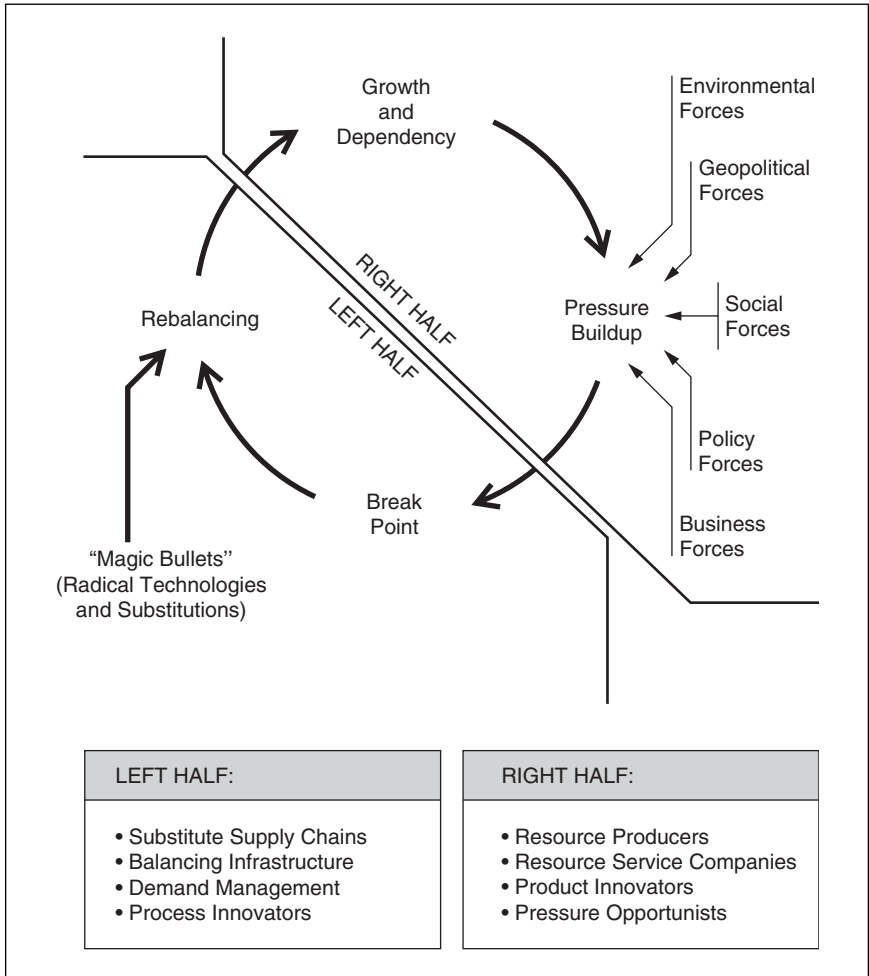 Growth
and
Dependency
Environmental
Forces
Geopolitical
Forces
RIGHT HALF
LEFT HALF
Rebalancing
Pressure
Buildup
Social
Forces
Policy
Forces
Break
Point
Business
Forces
“Magic Bullets’’
(Radical Technologies
and Substitutions)
LEFT HALF:
• Substitute Supply Chains
• Balancing Infrastructure
• Demand Management
• Process Innovators
RIGHT HALF:
• Resource Producers
• Resource Service Companies
• Product Innovators
• Pressure Opportunists